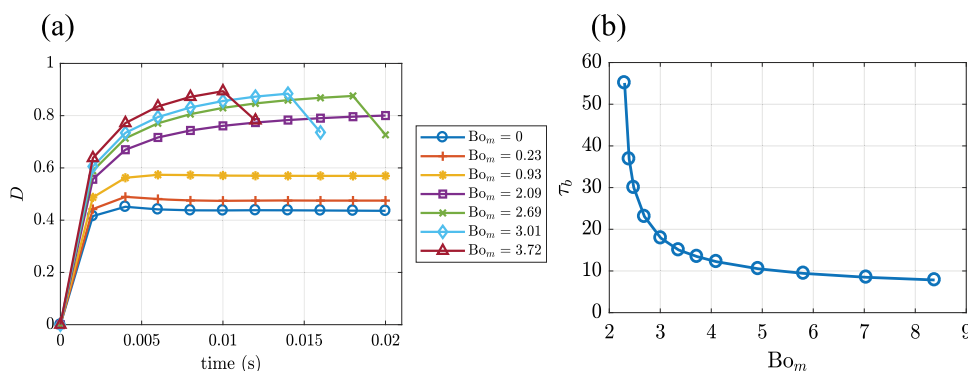 (a)
1
0.8
0.6
0.4
0.2
0
D
0
0.005
0.01
0.015
0.02
time (s)
Bo_m = 0
Bo_m = 0.23
Bo_m = 0.93
Bo_m = 2.09
Bo_m = 2.69
Bo_m = 3.01
Bo_m = 3.72
(b)
60
50
40
30
20
10
0
τ_b
2
3
4
5
6
7
8
9
Bo_m